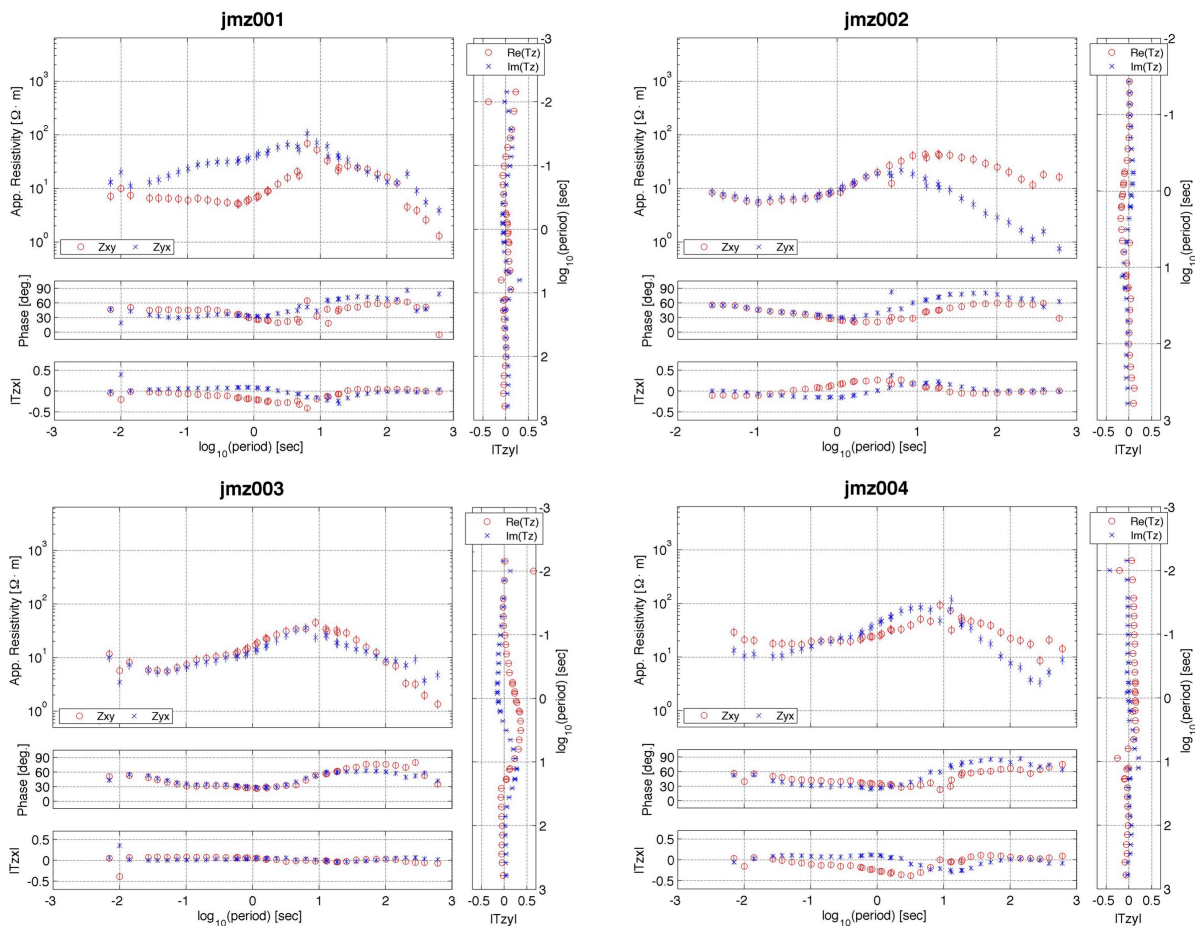 jmz001
App. Resistivity [Ω· m]
10³
10²
10¹
10⁰
Zxy Zyx
-3 -2 -1 0 1 2 3
Phase [deg.]
90
60
30
0
|Tzx|
0.5
0
-0.5
-3 -2 -1 0 1 2 3
log₁₀(period) [sec]
Re(Tz)
Im(Tz)
-3
-2
-1
0
1
2
3
log₁₀(period) [sec]
-0.5 0 0.5
|Tzy|
jmz002
App. Resistivity [Ω· m]
10³
10²
10¹
10⁰
Zxy Zyx
Phase [deg.]
90
60
30
0
|Tzx|
0.5
0
-0.5
-2 -1 0 1 2 3
log₁₀(period) [sec]
Re(Tz)
Im(Tz)
-2
-1
0
1
2
3
log₁₀(period) [sec]
-0.5 0 0.5
|Tzy|
jmz003
App. Resistivity [Ω· m]
10³
10²
10¹
10⁰
Zxy Zyx
Phase [deg.]
90
60
30
0
|Tzx|
0.5
0
-0.5
-3 -2 -1 0 1 2 3
log₁₀(period) [sec]
Re(Tz)
Im(Tz)
-3
-2
-1
0
1
2
3
log₁₀(period) [sec]
-0.5 0 0.5
|Tzy|
jmz004
App. Resistivity [Ω· m]
10³
10²
10¹
10⁰
Zxy Zyx
Phase [deg.]
90
60
30
0
|Tzx|
0.5
0
-0.5
-3 -2 -1 0 1 2 3
log₁₀(period) [sec]
Re(Tz)
Im(Tz)
-3
-2
-1
0
1
2
3
log₁₀(period) [sec]
-0.5 0 0.5
|Tzy|